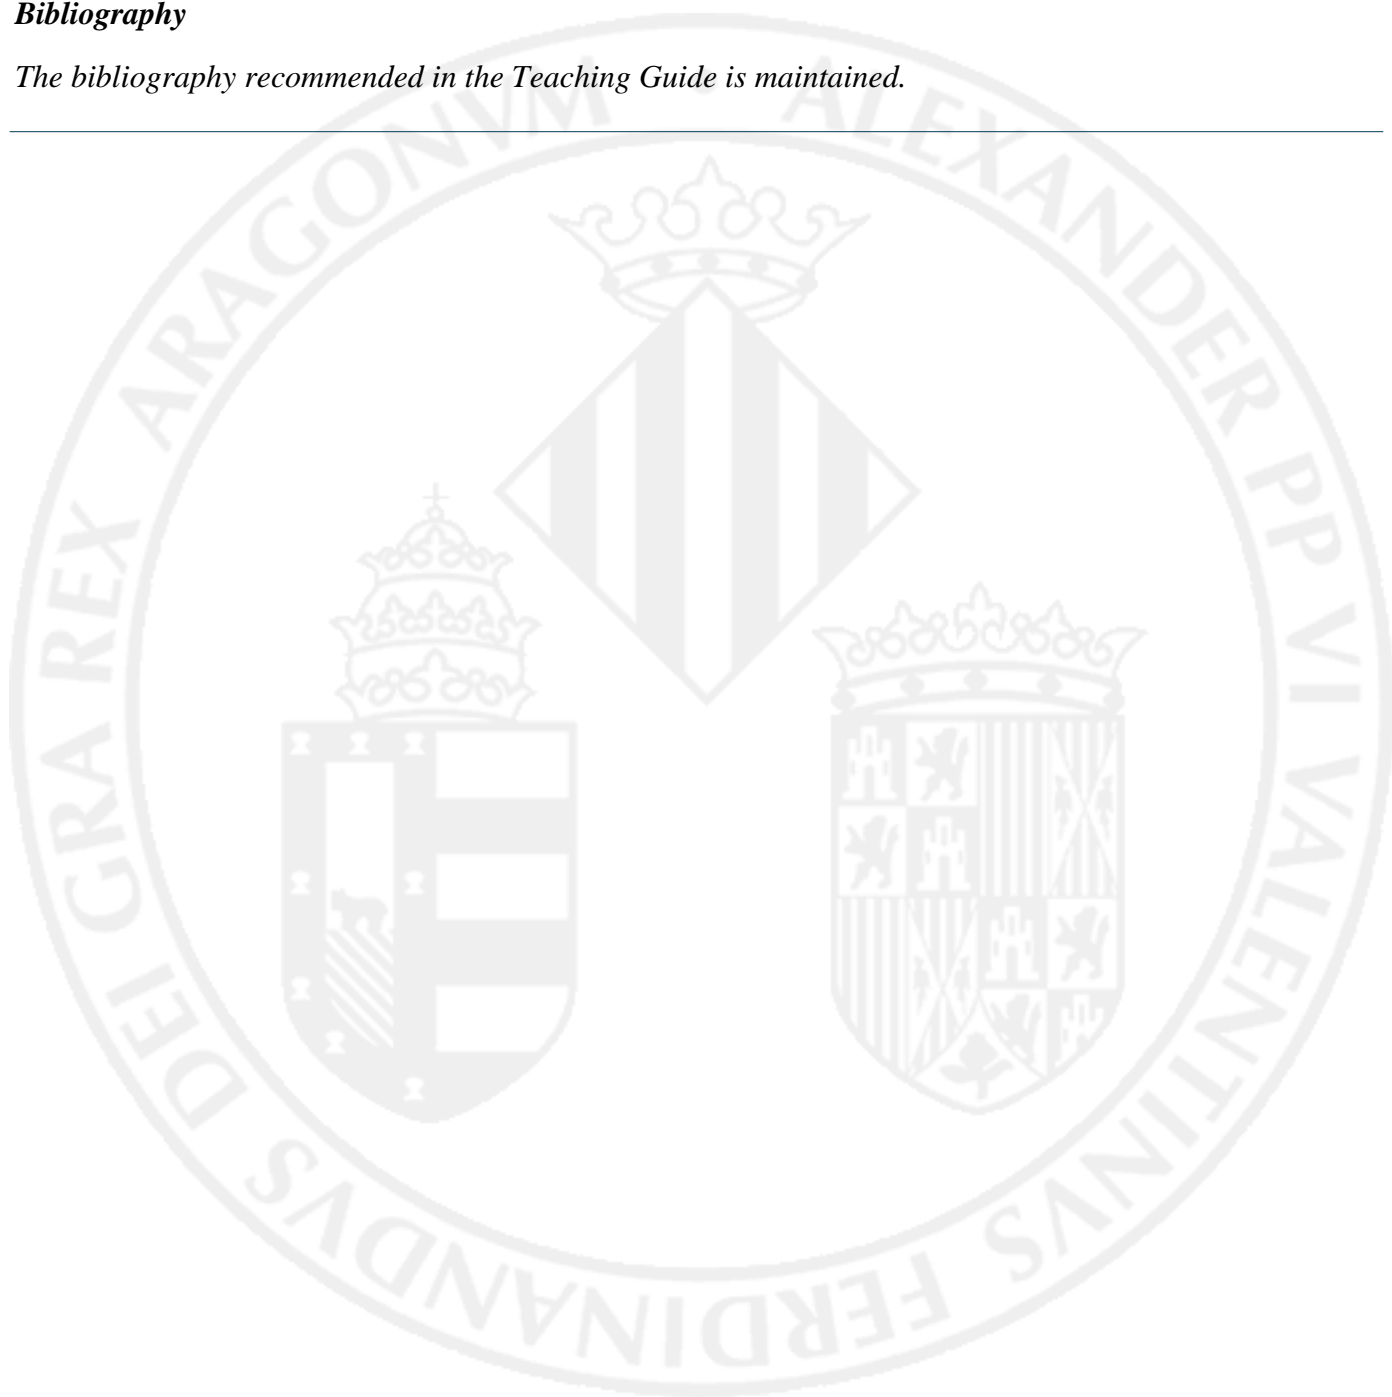 Bibliography
The bibliography recommended in the Teaching Guide is maintained.
ALEXANDER PP VI VALENTINVS FERDINANDVS DEI GRA REX ARAGONVM